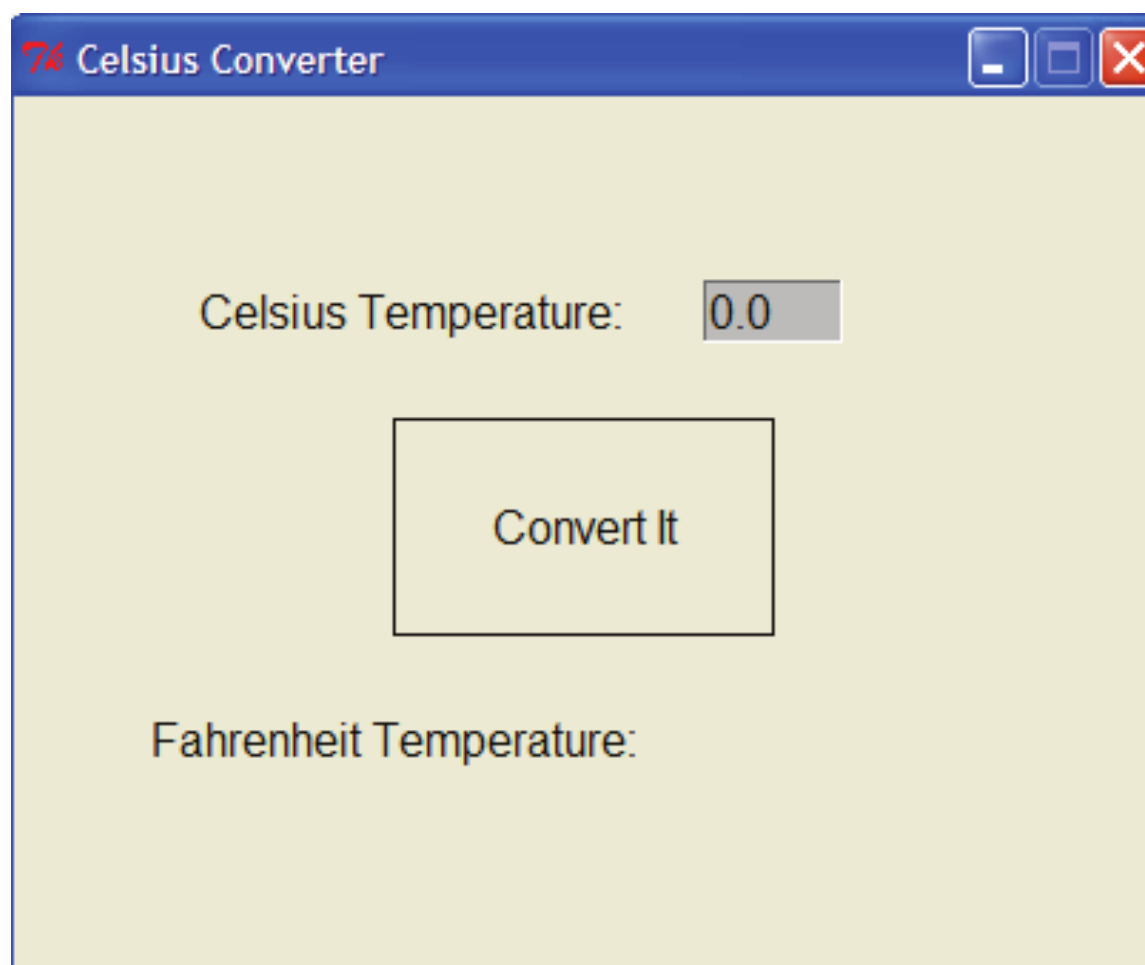 Celsius Converter
Celsius Temperature: 0.0
Convert It
Fahrenheit Temperature: